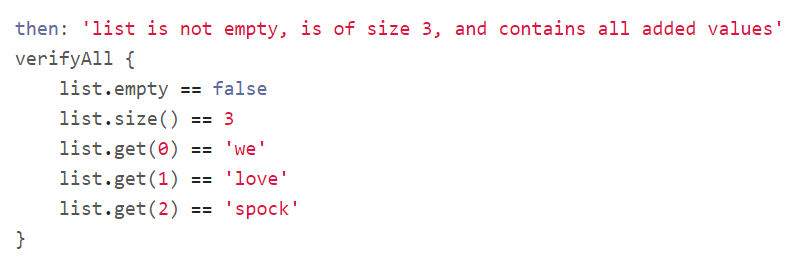 then: 'list is not empty, is of size 3, and contains all added values'
verifyAll {
    list.empty == false
    list.size() == 3
    list.get(0) == 'we'
    list.get(1) == 'love'
    list.get(2) == 'spock'
}